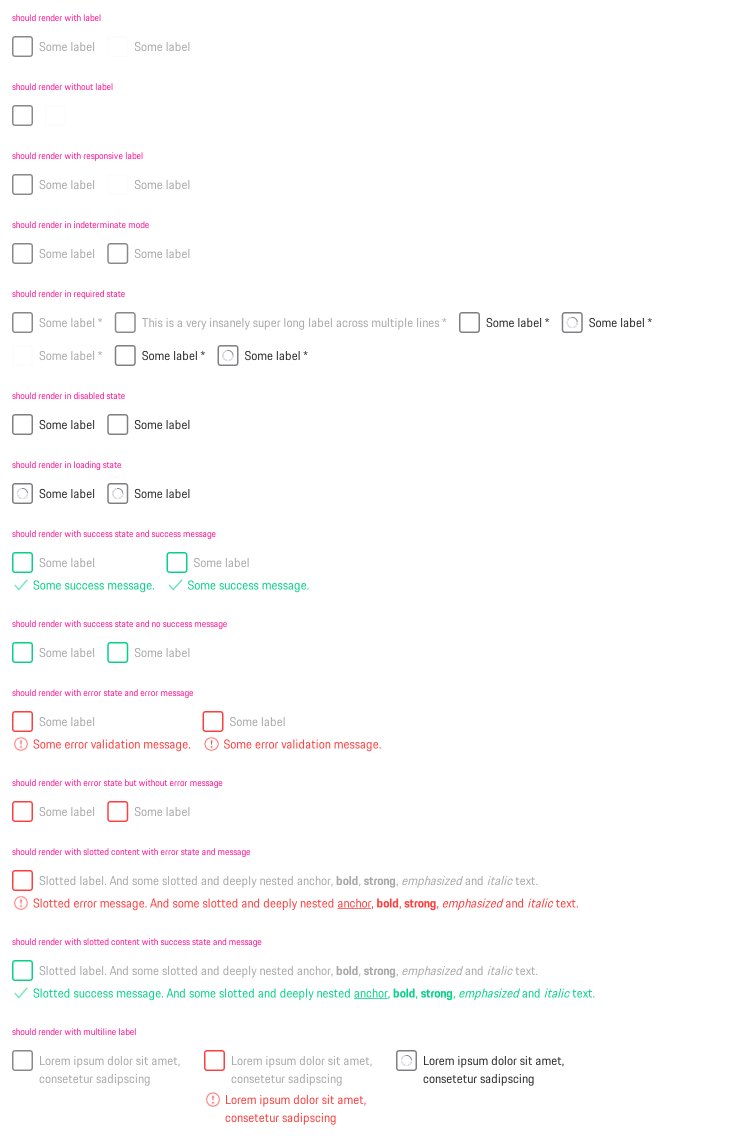 should render with label
Some label Some label
should render without label
should render with responsive label
Some label Some label
should render in indeterminate mode
Some label Some label
should render in required state
Some label * This is a very insanely super long label across multiple lines * Some label * Some label *
Some label * Some label * Some label *
should render in disabled state
Some label Some label
should render in loading state
Some label Some label
should render with success state and success message
Some label Some label
Some success message. Some success message.
should render with success state and no success message
Some label Some label
should render with error state and error message
Some label Some label
Some error validation message. Some error validation message.
should render with error state but without error message
Some label Some label
should render with slotted content with error state and message
Slotted label. And some slotted and deeply nested anchor, bold, strong, emphasized and italic text.
Slotted error message. And some slotted and deeply nested anchor, bold, strong, emphasized and italic text.
should render with slotted content with success state and message
Slotted label. And some slotted and deeply nested anchor, bold, strong, emphasized and italic text.
Slotted success message. And some slotted and deeply nested anchor, bold, strong, emphasized and italic text.
should render with multiline label
Lorem ipsum dolor sit amet,
consetetur sadipscing
Lorem ipsum dolor sit amet,
consetetur sadipscing
Lorem ipsum dolor sit amet,
consetetur sadipscing
Lorem ipsum dolor sit amet,
consetetur sadipscing